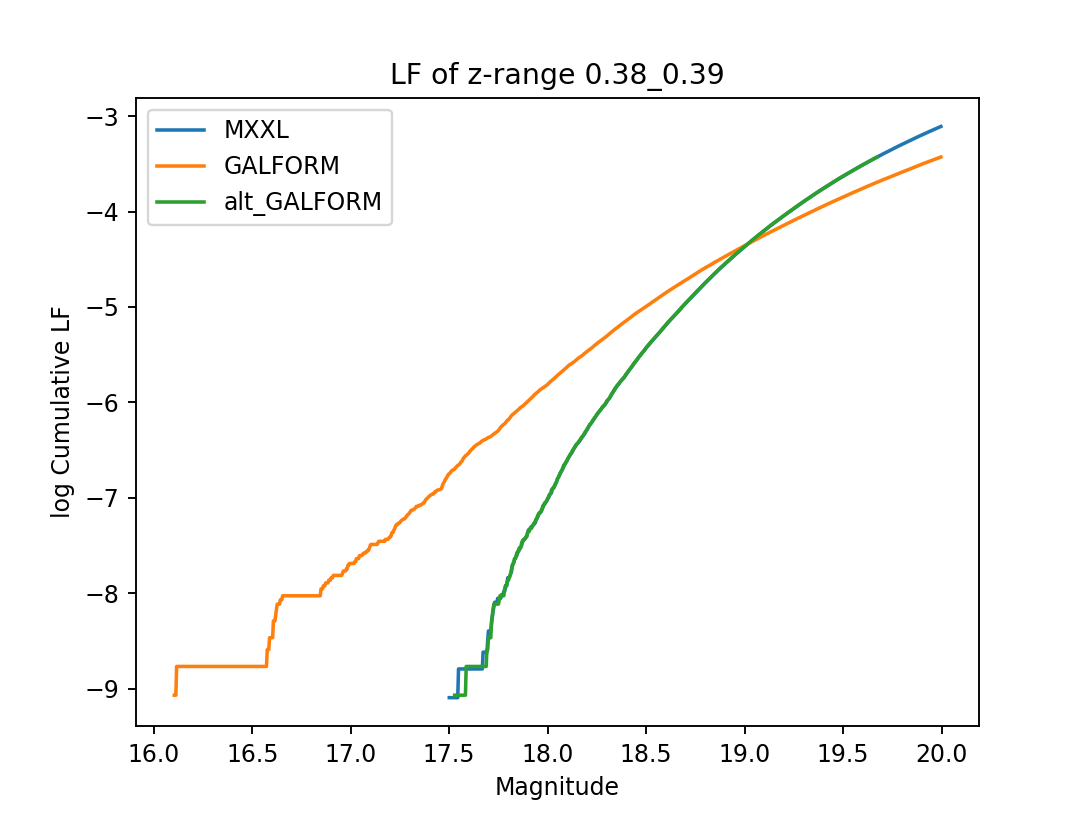 LF of z-range 0.38_0.39
MXXL
GALFORM
alt_GALFORM
log Cumulative LF
−3
−4
−5
−6
−7
−8
−9
16.0 16.5 17.0 17.5 18.0 18.5 19.0 19.5 20.0
Magnitude